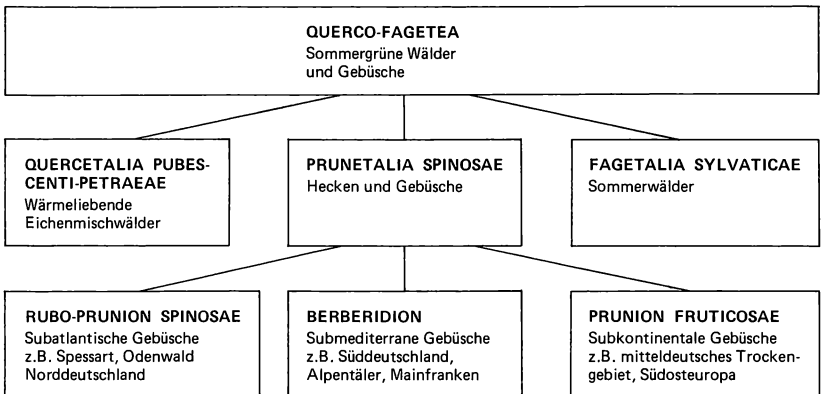 QUERCO-FAGETEA
Sommergrüne Wälder
und Gebüsche
QUERCETALIA PUBES-
CENTI-PETRAEAE
Wärmeliebende
Eichenmischwälder
PRUNETALIA SPINOSAE
Hecken und Gebüsche
FAGETALIA SYLVATICAE
Sommerwälder
RUBO-PRUNION SPINOSAE
Subatlantische Gebüsche
z.B. Spessart, Odenwald
Norddeutschland
BERBERIDION
Submediterrane Gebüsche
z.B. Süddeutschland,
Alpentäler, Mainfranken
PRUNION FRUTICOSAE
Subkontinentale Gebüsche
z.B. mitteldeutsches Trocken-
gebiet, Südosteuropa